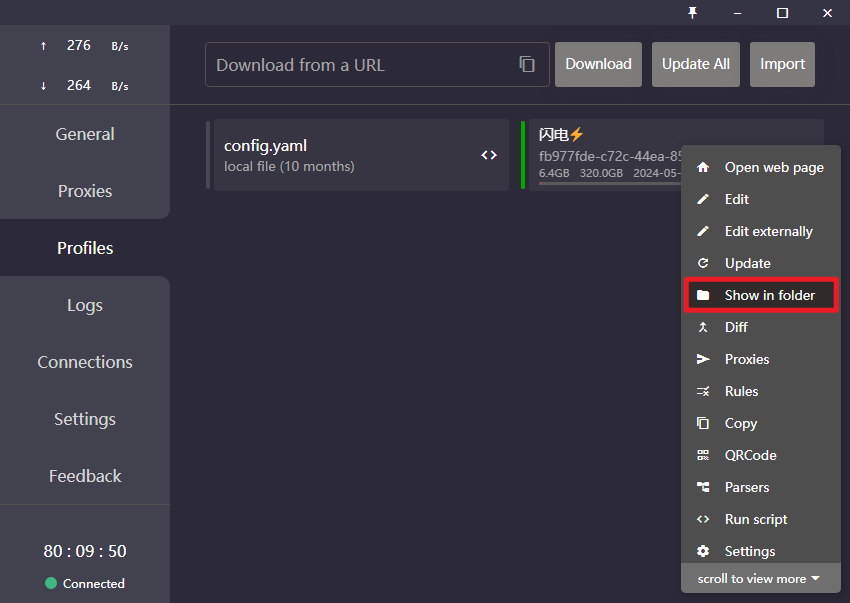 ↑ 276 B/s
↓ 264 B/s
General
Proxies
Profiles
Logs
Connections
Settings
Feedback
80 : 09 : 50
Connected
Download from a URL
Download
Update All
Import
config.yaml
local file (10 months)
闪电⚡
fb977fde-c72c-44ea-85
6.4GB 320.0GB 2024-05-
Open web page
Edit
Edit externally
Update
Show in folder
Diff
Proxies
Rules
Copy
QRCode
Parsers
Run script
Settings
scroll to view more